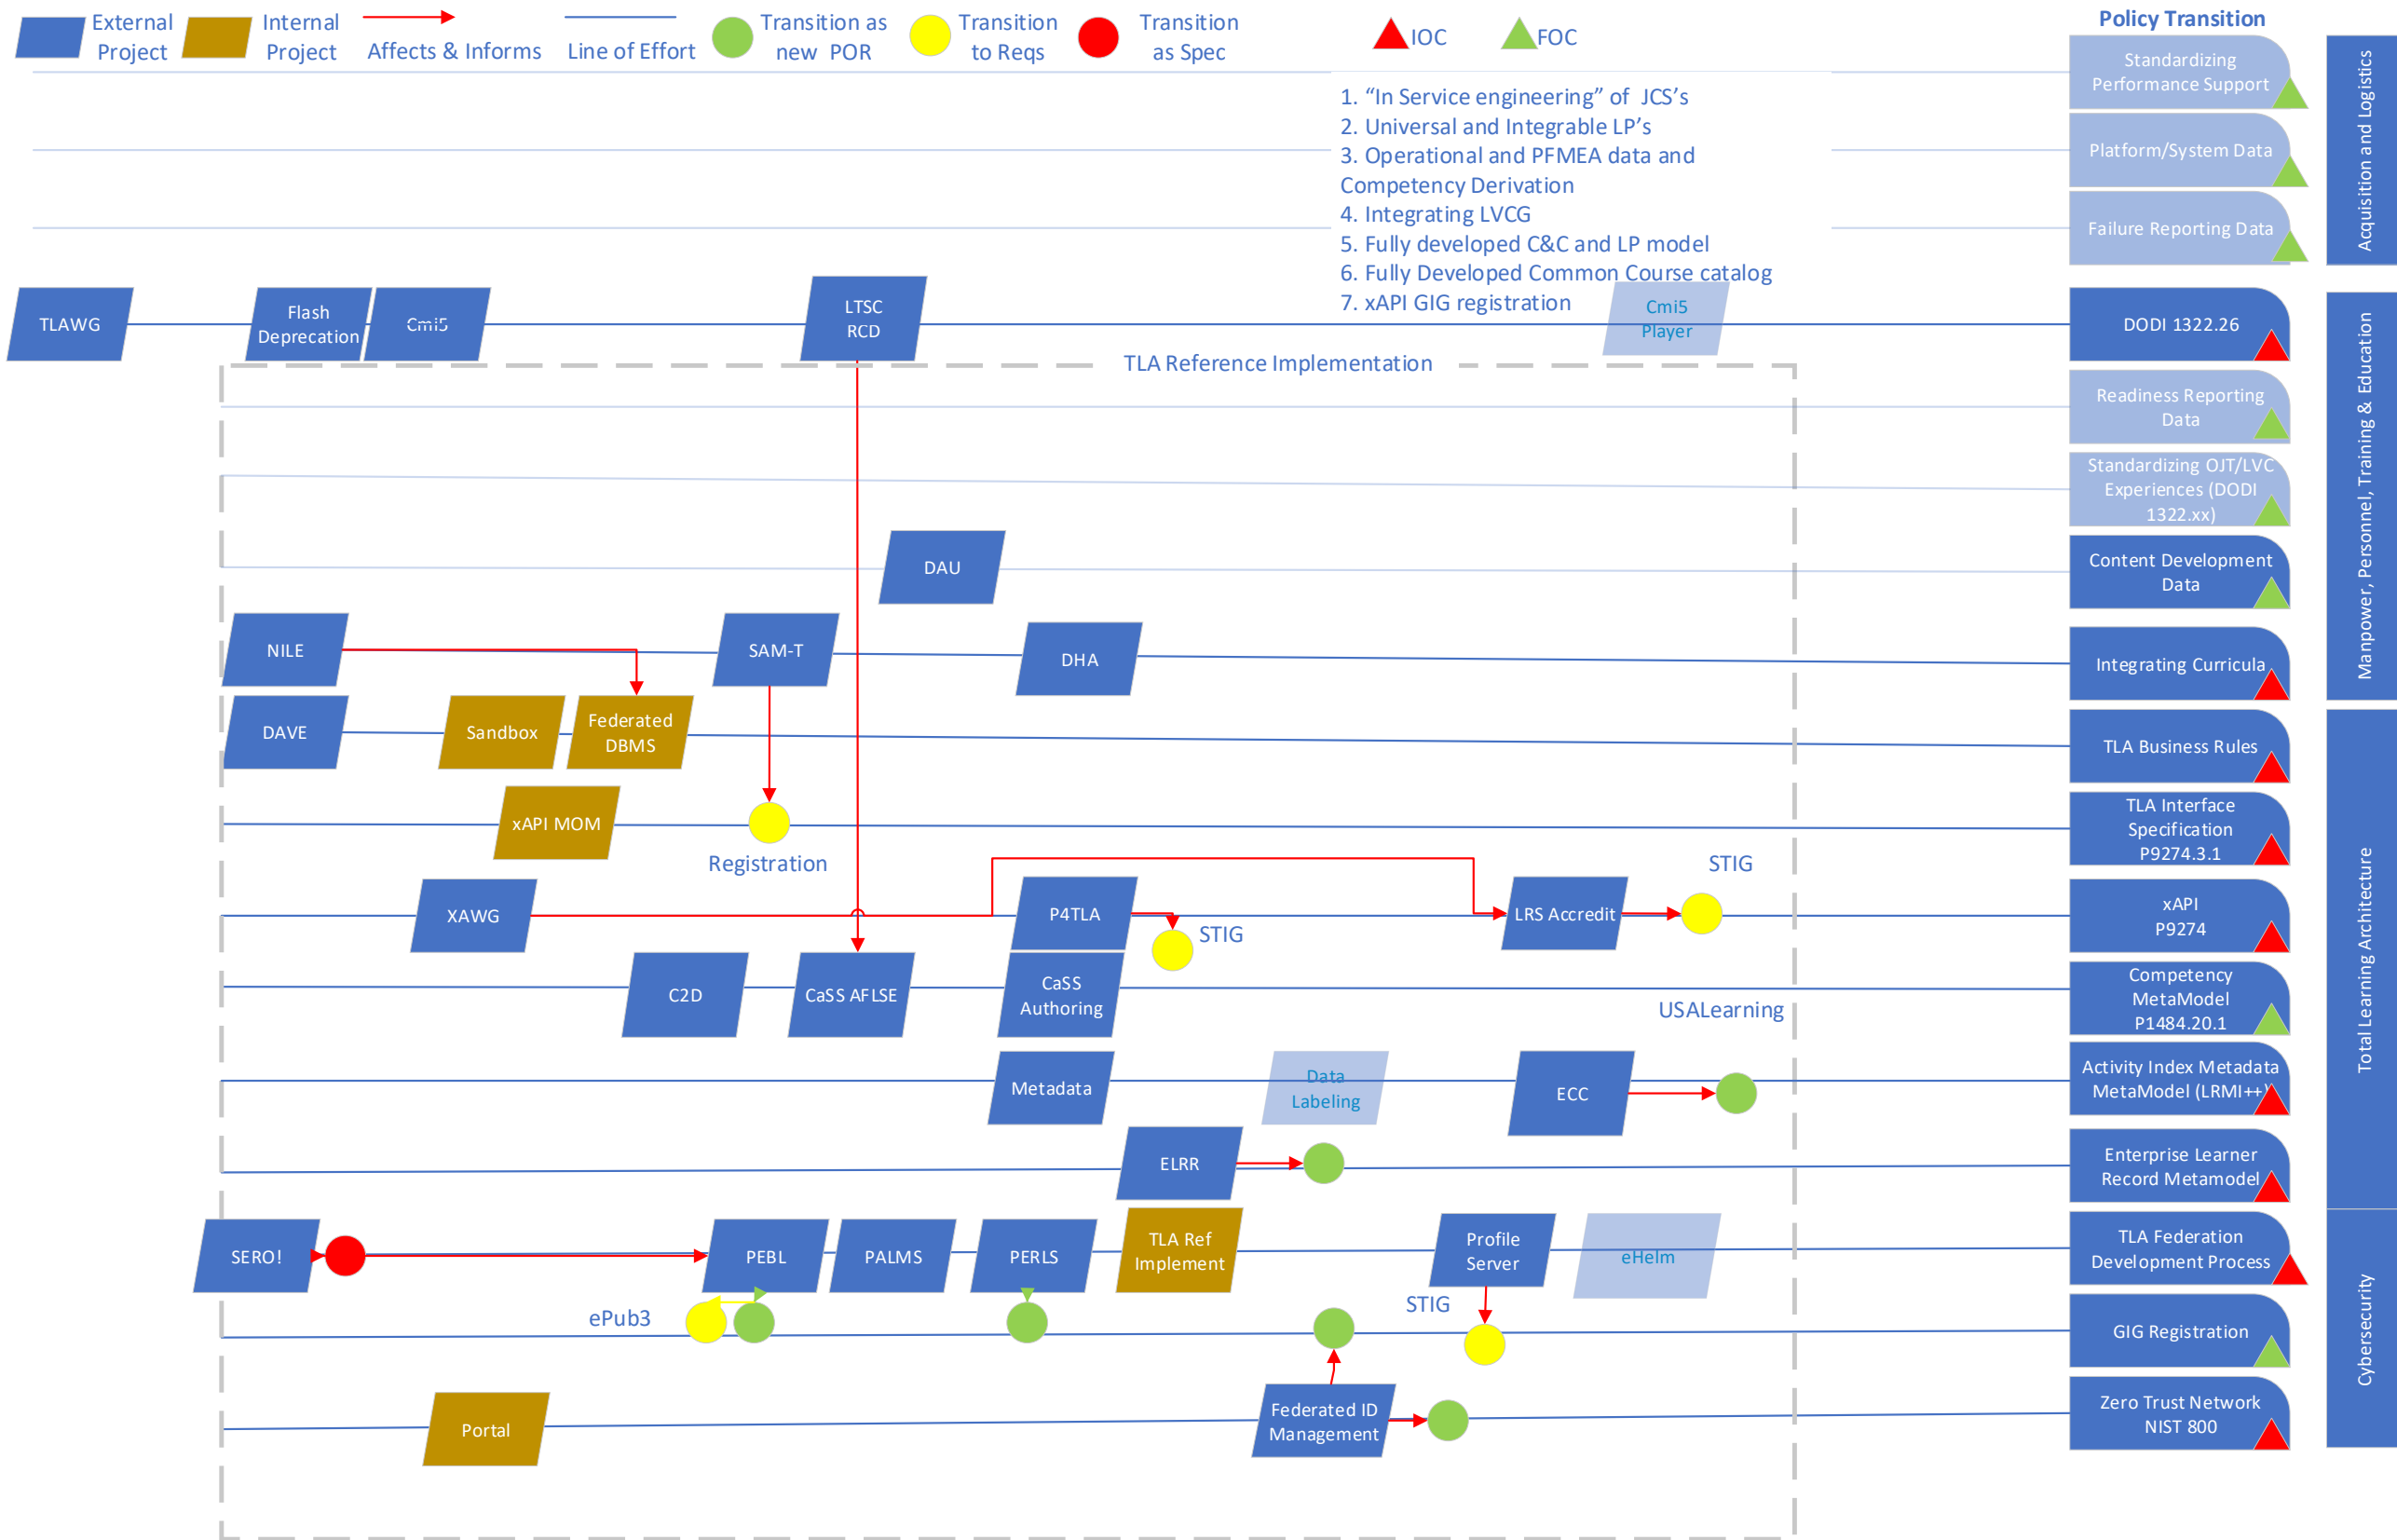 External
Project
Internal
Project
Affects & Informs
Line of Effort
Transition as
new POR
Transition
to Reqs
Transition
as Spec
IOC
FOC
Policy Transition
Standardizing
Performance Support
Platform/System Data
Failure Reporting Data
Acquisition and Logistics
1. “In Service engineering” of JCS’s
2. Universal and Integrable LP’s
3. Operational and PFMEA data and
Competency Derivation
4. Integrating LVCG
5. Fully developed C&C and LP model
6. Fully Developed Common Course catalog
7. xAPI GIG registration
TLAWG
Flash
Deprecation
Cmi5
LTSC
RCD
Cmi5
Player
DODI 1322.26
TLA Reference Implementation
Readiness Reporting
Data
Standardizing OJT/LVC
Experiences (DODI
1322.xx)
DAU
Content Development
Data
Manpower, Personnel, Training & Education
NILE
SAM-T
DHA
Integrating Curricula
DAVE
Sandbox
Federated
DBMS
TLA Business Rules
xAPI MOM
Registration
TLA Interface
Specification
P9274.3.1
XAWG
P4TLA
STIG
LRS Accredit
STIG
xAPI
P9274
C2D
CaSS AFLSE
CaSS
Authoring
USALearning
Competency
MetaModel
P1484.20.1
Total Learning Architecture
Metadata
Data
Labeling
ECC
Activity Index Metadata
MetaModel (LRMI++)
ELRR
Enterprise Learner
Record Metamodel
SERO!
PEBL
PALMS
PERLS
TLA Ref
Implement
Profile
Server
eHelm
TLA Federation
Development Process
ePub3
STIG
GIG Registration
Cybersecurity
Portal
Federated ID
Management
Zero Trust Network
NIST 800